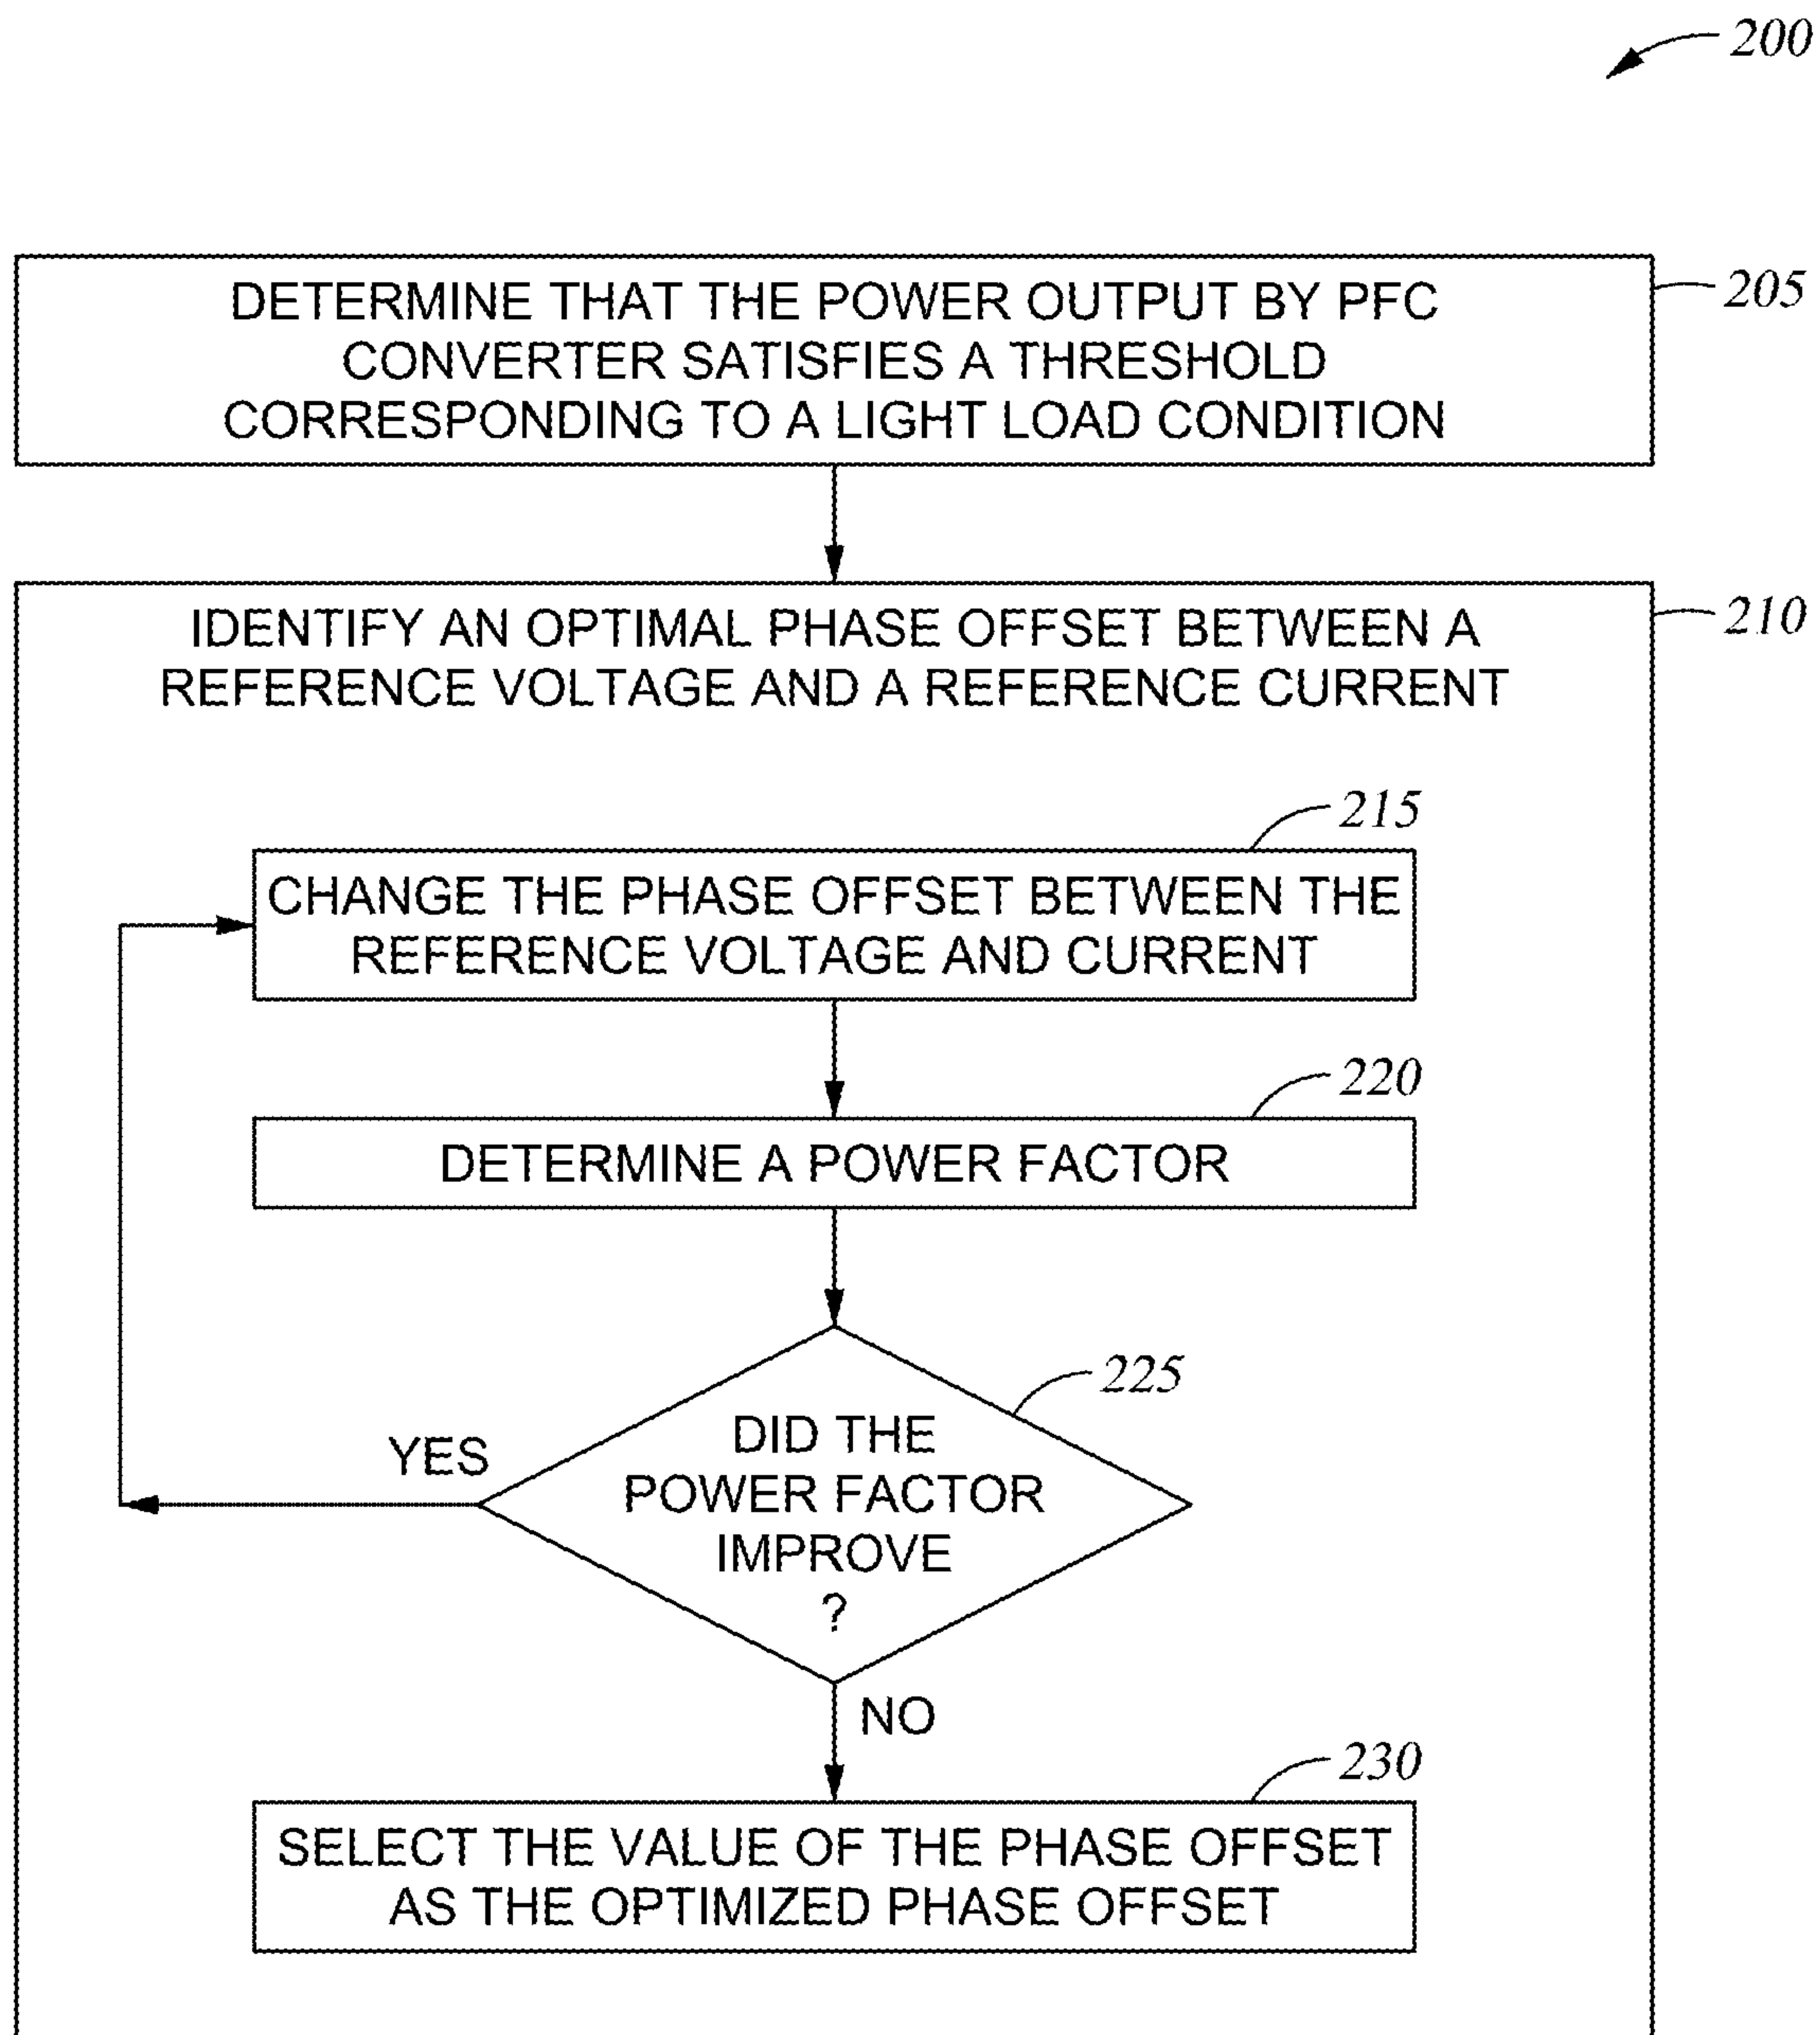 200
DETERMINE THAT THE POWER OUTPUT BY PFC
CONVERTER SATISFIES A THRESHOLD
CORRESPONDING TO A LIGHT LOAD CONDITION
205
IDENTIFY AN OPTIMAL PHASE OFFSET BETWEEN A
REFERENCE VOLTAGE AND A REFERENCE CURRENT
210
215
CHANGE THE PHASE OFFSET BETWEEN THE
REFERENCE VOLTAGE AND CURRENT
220
DETERMINE A POWER FACTOR
225
DID THE
POWER FACTOR
IMPROVE
?
YES
NO
230
SELECT THE VALUE OF THE PHASE OFFSET
AS THE OPTIMIZED PHASE OFFSET